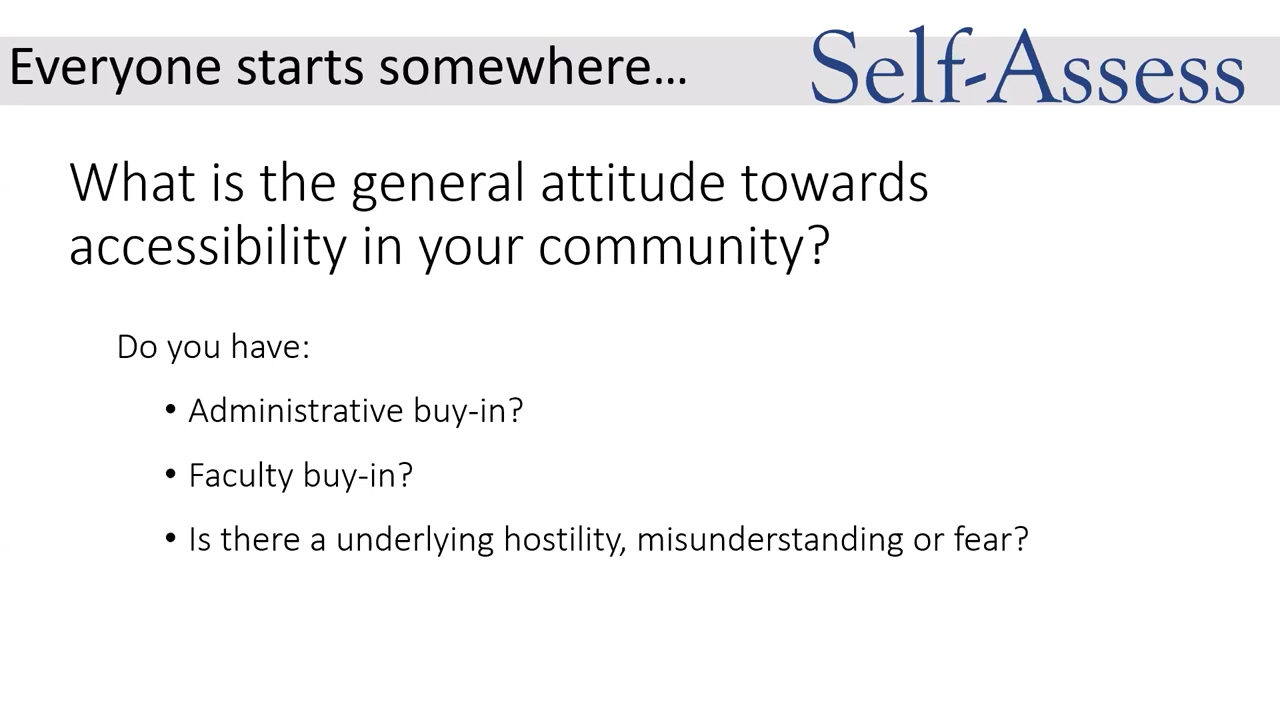 Everyone starts somewhere...
Self-Assess
What is the general attitude towards
accessibility in your community?
Do you have:
• Administrative buy-in?
• Faculty buy-in?
• Is there a underlying hostility, misunderstanding or fear?